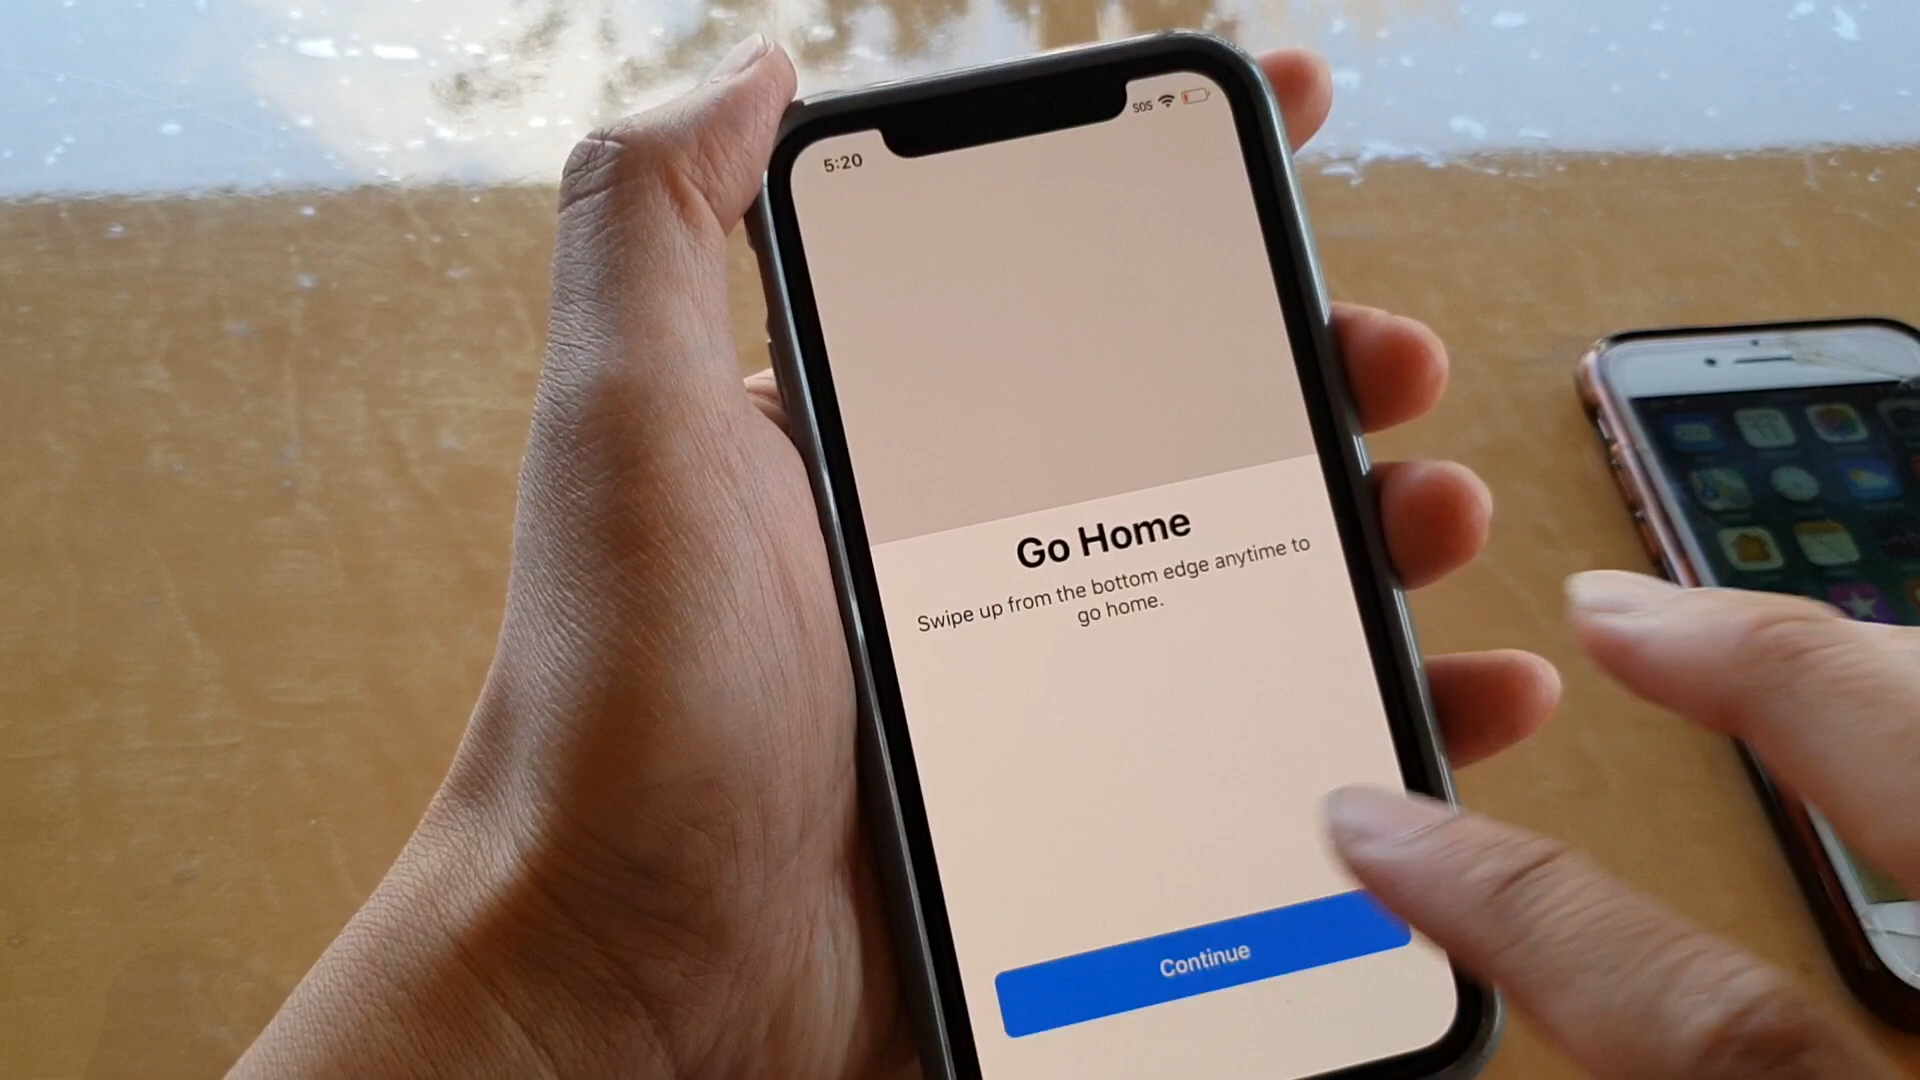 5:20
SOS
Go Home
Swipe up from the bottom edge anytime to
go home.
Continue